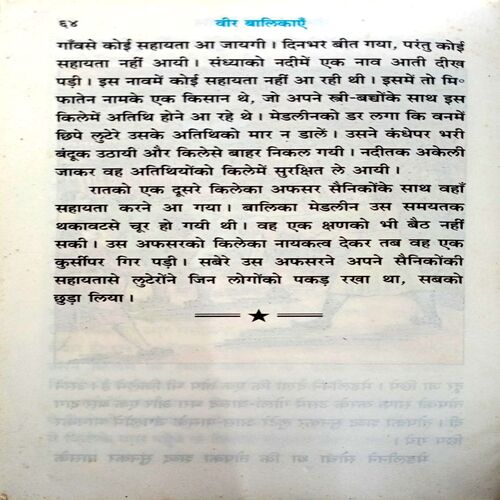 ६४ वीर बालिकाएँ
गाँवसे कोई सहायता आ जायगी। दिनभर बीत गया, परंतु कोई
सहायता नहीं आयी। संध्याको नदीमें एक नाव आती दीख
पड़ी। इस नावमें कोई सहायता नहीं आ रही थी। इसमें तो मि॰
फातेन नामके एक किसान थे, जो अपने स्त्री-बच्चोंके साथ इस
किलेमें अतिथि होने आ रहे थे। मेडलीनको डर लगा कि वनमें
छिपे लुटेरे उसके अतिथिको मार न डालें। उसने कंधेपर भरी
बंदूक उठायी और किलेसे बाहर निकल गयी। नदीतक अकेली
जाकर वह अतिथियोंको किलेमें सुरक्षित ले आयी।
रातको एक दूसरे किलेका अफसर सैनिकोंके साथ वहाँ
सहायता करने आ गया। बालिका मेडलीन उस समयतक
थकावटसे चूर हो गयी थी। वह एक क्षणको भी बैठ नहीं
सकी। उस अफसरको किलेका नायकत्व देकर तब वह एक
कुर्सीपर गिर पड़ी। सबेरे उस अफसरने अपने सैनिकोंकी
सहायतासे लुटेरोंने जिन लोगोंको पकड़ रखा था, सबको
छुड़ा लिया।